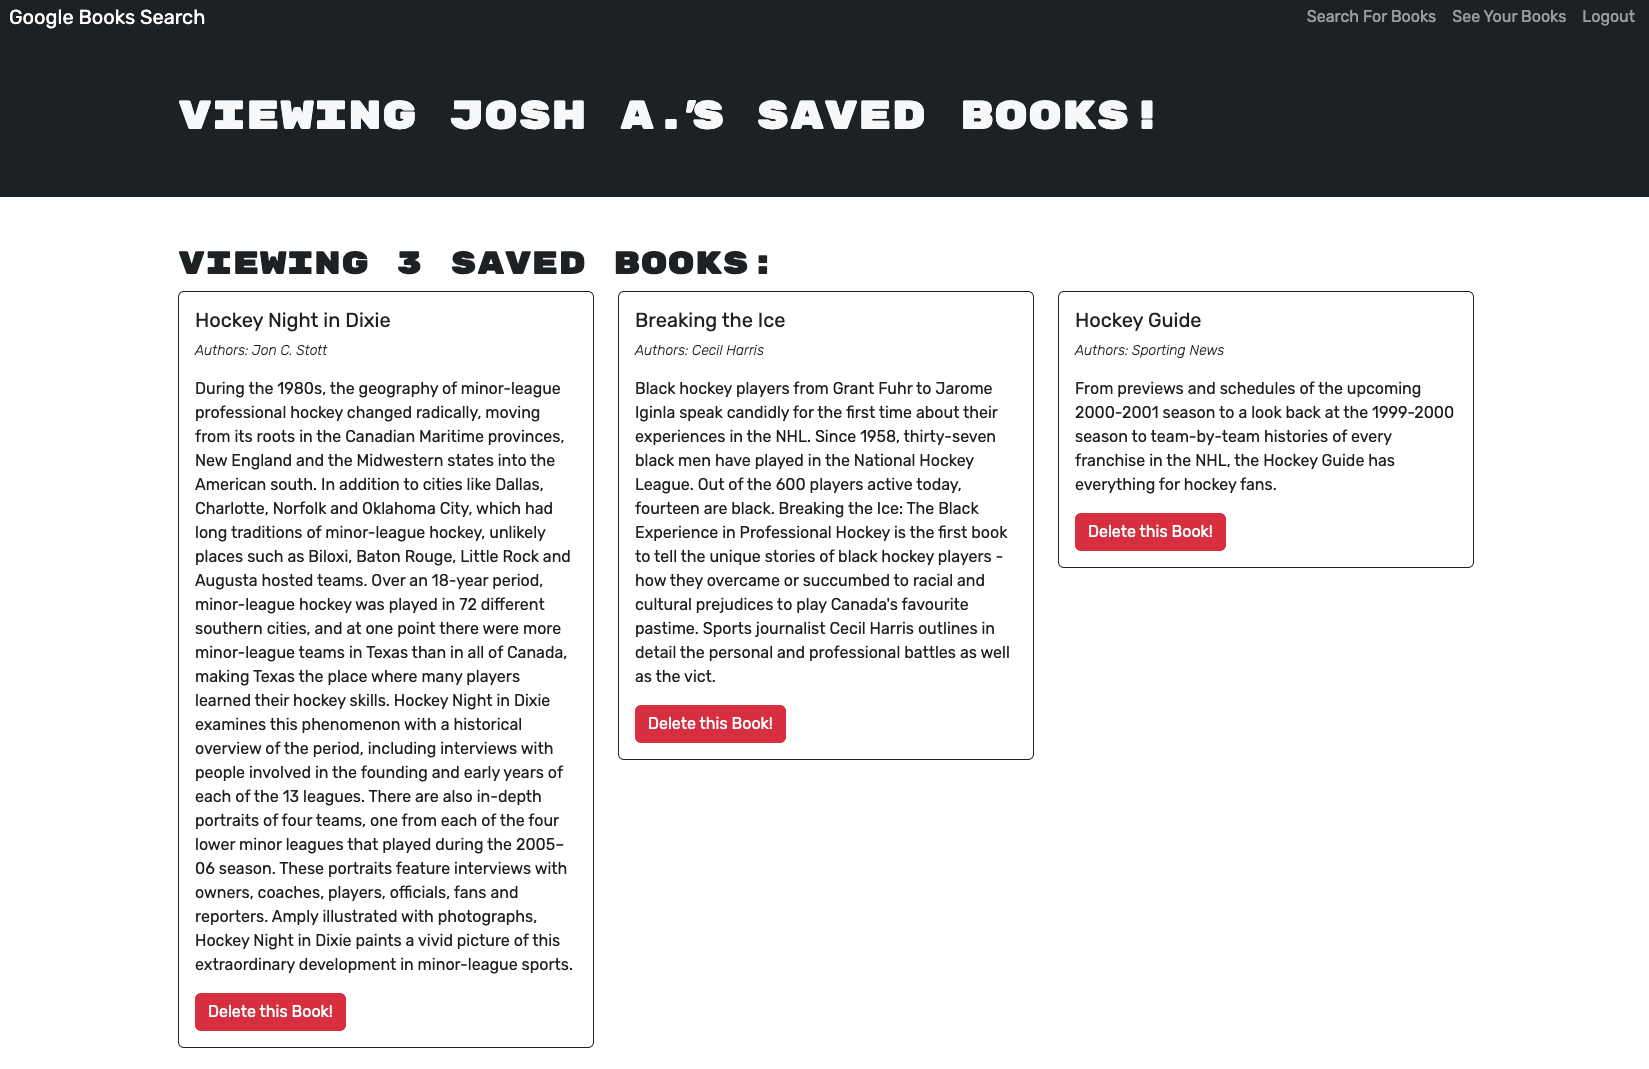 Google Books Search
Search For Books See Your Books Logout
VIEWING JOSH A.'S SAVED BOOKS!
VIEWING 3 SAVED BOOKS:
Hockey Night in Dixie
Authors: Jon C. Stott
During the 1980s, the geography of minor-league
professional hockey changed radically, moving
from its roots in the Canadian Maritime provinces,
New England and the Midwestern states into the
American south. In addition to cities like Dallas,
Charlotte, Norfolk and Oklahoma City, which had
long traditions of minor-league hockey, unlikely
places such as Biloxi, Baton Rouge, Little Rock and
Augusta hosted teams. Over an 18-year period,
minor-league hockey was played in 72 different
southern cities, and at one point there were more
minor-league teams in Texas than in all of Canada,
making Texas the place where many players
learned their hockey skills. Hockey Night in Dixie
examines this phenomenon with a historical
overview of the period, including interviews with
people involved in the founding and early years of
each of the 13 leagues. There are also in-depth
portraits of four teams, one from each of the four
lower minor leagues that played during the 2005–
06 season. These portraits feature interviews with
owners, coaches, players, officials, fans and
reporters. Amply illustrated with photographs,
Hockey Night in Dixie paints a vivid picture of this
extraordinary development in minor-league sports.
Delete this Book!
Breaking the Ice
Authors: Cecil Harris
Black hockey players from Grant Fuhr to Jarome
Iginla speak candidly for the first time about their
experiences in the NHL. Since 1958, thirty-seven
black men have played in the National Hockey
League. Out of the 600 players active today,
fourteen are black. Breaking the Ice: The Black
Experience in Professional Hockey is the first book
to tell the unique stories of black hockey players -
how they overcame or succumbed to racial and
cultural prejudices to play Canada's favourite
pastime. Sports journalist Cecil Harris outlines in
detail the personal and professional battles as well
as the vict.
Delete this Book!
Hockey Guide
Authors: Sporting News
From previews and schedules of the upcoming
2000-2001 season to a look back at the 1999-2000
season to team-by-team histories of every
franchise in the NHL, the Hockey Guide has
everything for hockey fans.
Delete this Book!